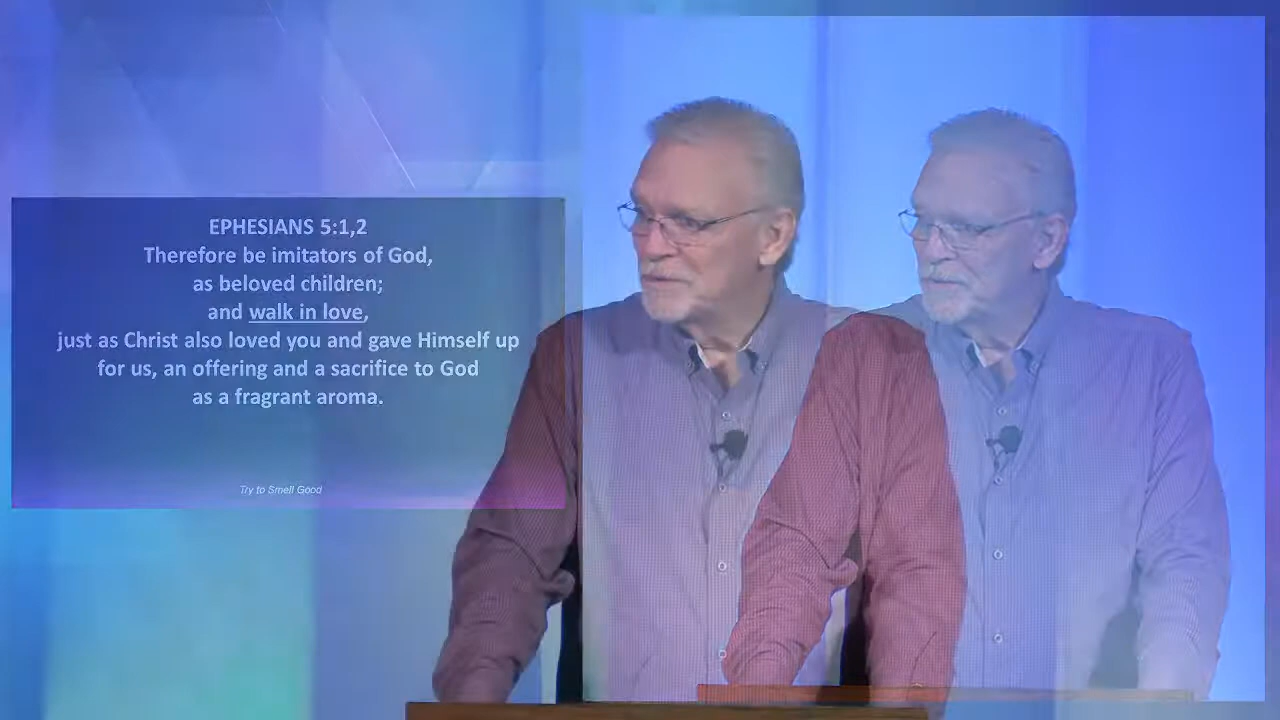 EPHESIANS 5:1,2
Therefore be imitators of God,
as beloved children;
and walk in love,
just as Christ also loved you and gave Himself up
for us, an offering and a sacrifice to God
as a fragrant aroma.
Try to Smell Good